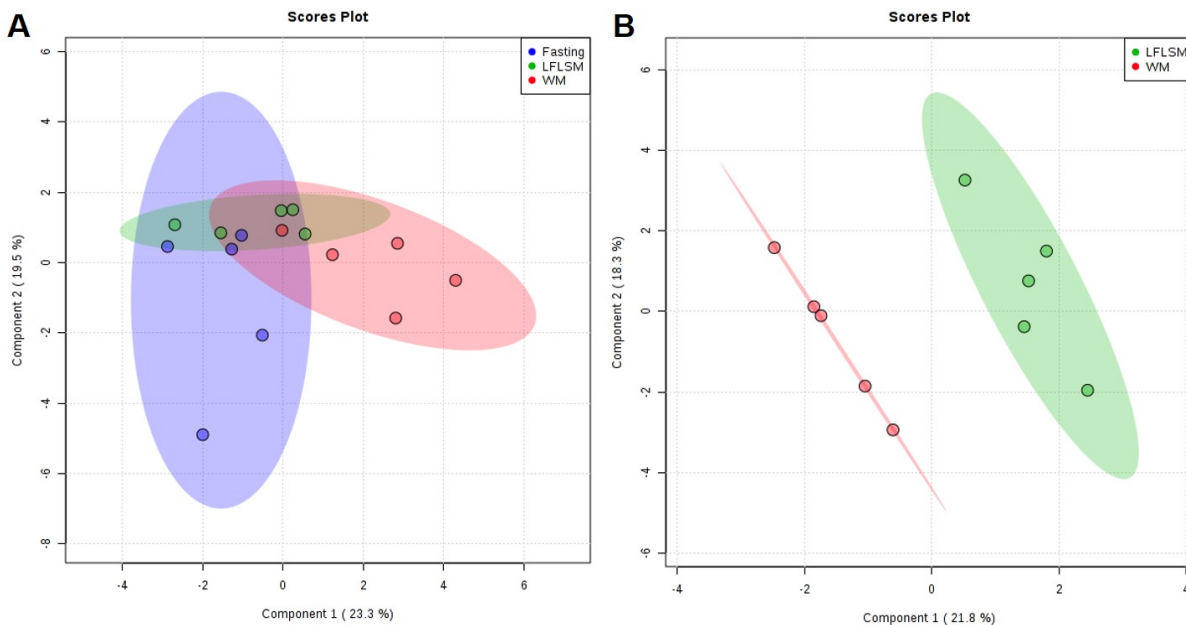 A
Scores Plot
Fasting
LFLSM
WM
6
4
2
0
-2
-4
-6
-8
Component 2 ( 19.5 %)
-4
-2
0
2
4
6
Component 1 ( 23.3 %)
B
Scores Plot
LFLSM
WM
6
4
2
0
-2
-4
-6
Component 2 ( 18.3 %)
-4
-2
0
2
4
Component 1 ( 21.8 %)